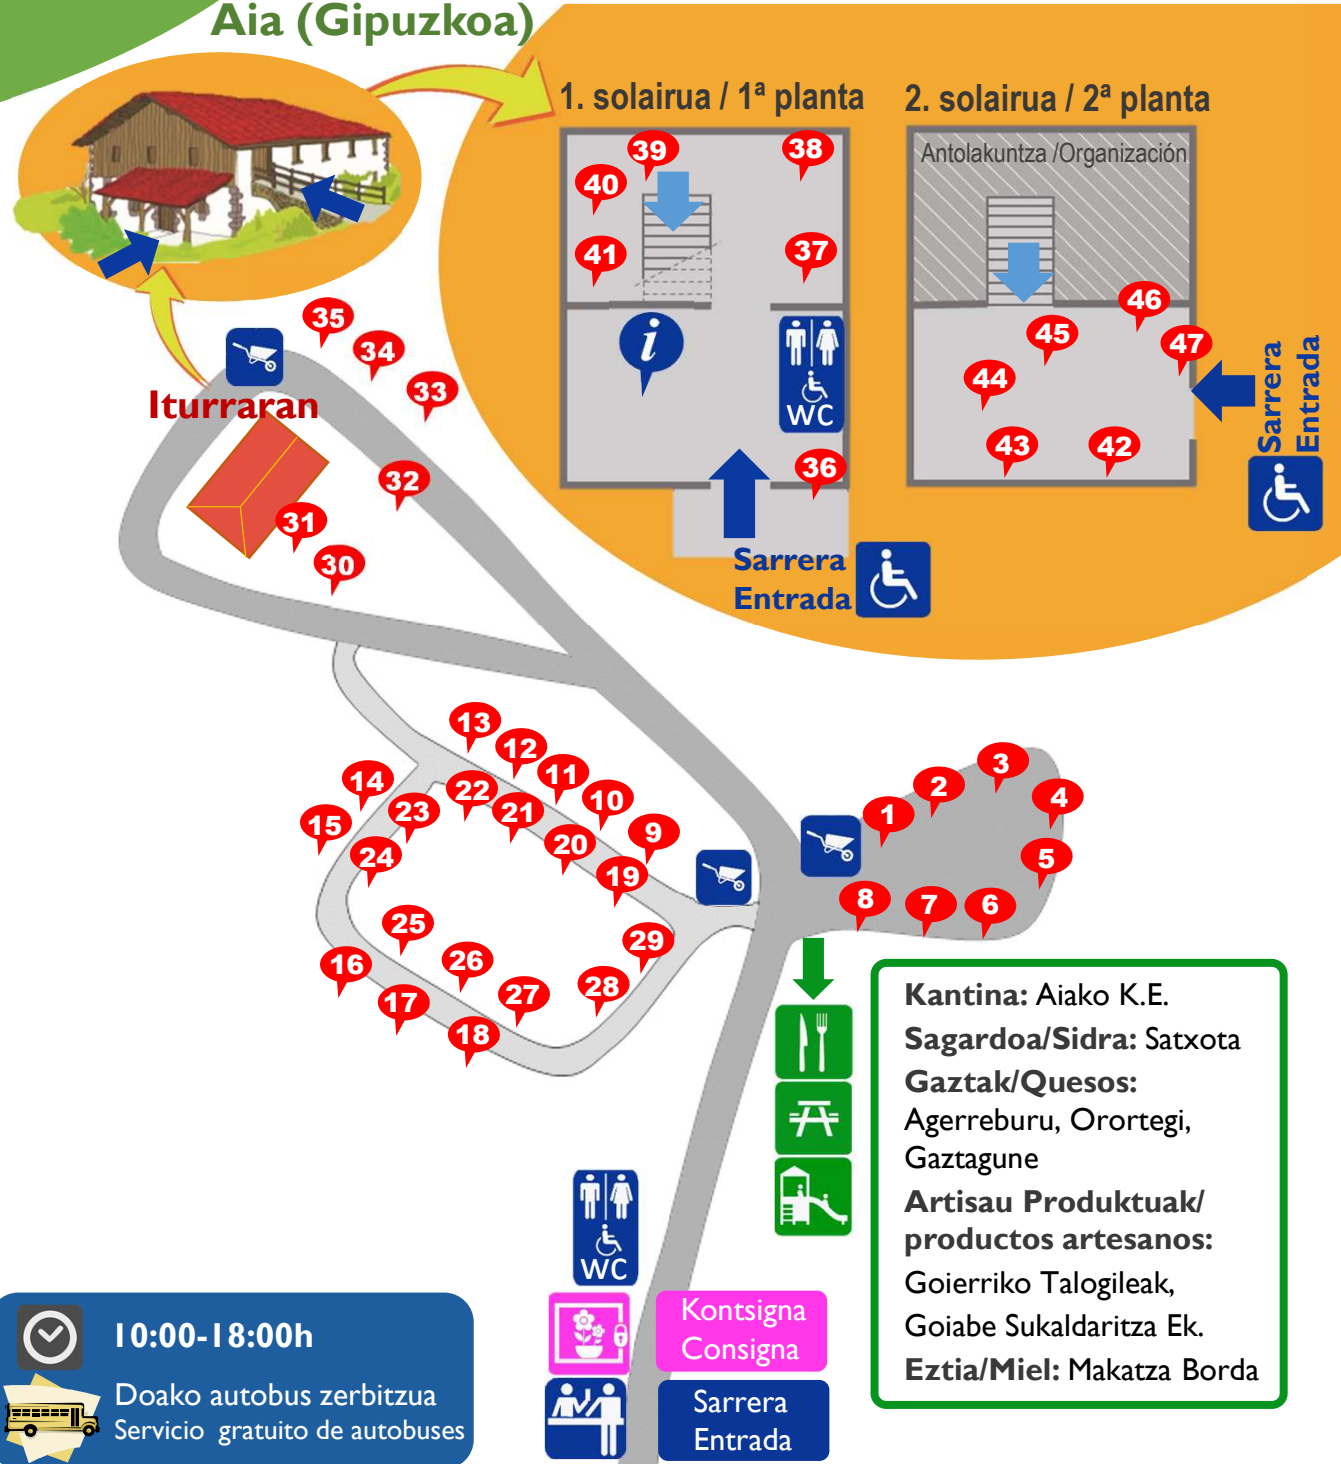 Aia (Gipuzkoa)
1. solairua / 1ª planta
2. solairua / 2ª planta
39
38
40
41
37
i
WC
36
Sarrera
Entrada
Antolakuntza /Organización
46
45
47
44
43
42
Sarrera
Entrada
35
34
33
Iturraran
32
31
30
13
12
11
10
9
14
15
22
21
20
19
23
24
25
26
27
28
29
16
17
18
1
2
3
4
5
6
7
8
Kantina: Aiako K.E.
Sagardoa/Sidra: Satxota
Gaztak/Quesos:
Agerreburu, Orortegi,
Gaztagune
Artisau Produktuak/
productos artesanos:
Goierriko Talogileak,
Goiabe Sukaldaritza Ek.
Eztia/Miel: Makatza Borda
WC
Kontsigna
Consigna
Sarrera
Entrada
10:00-18:00h
Doako autobus zerbitzua
Servicio gratuito de autobuses